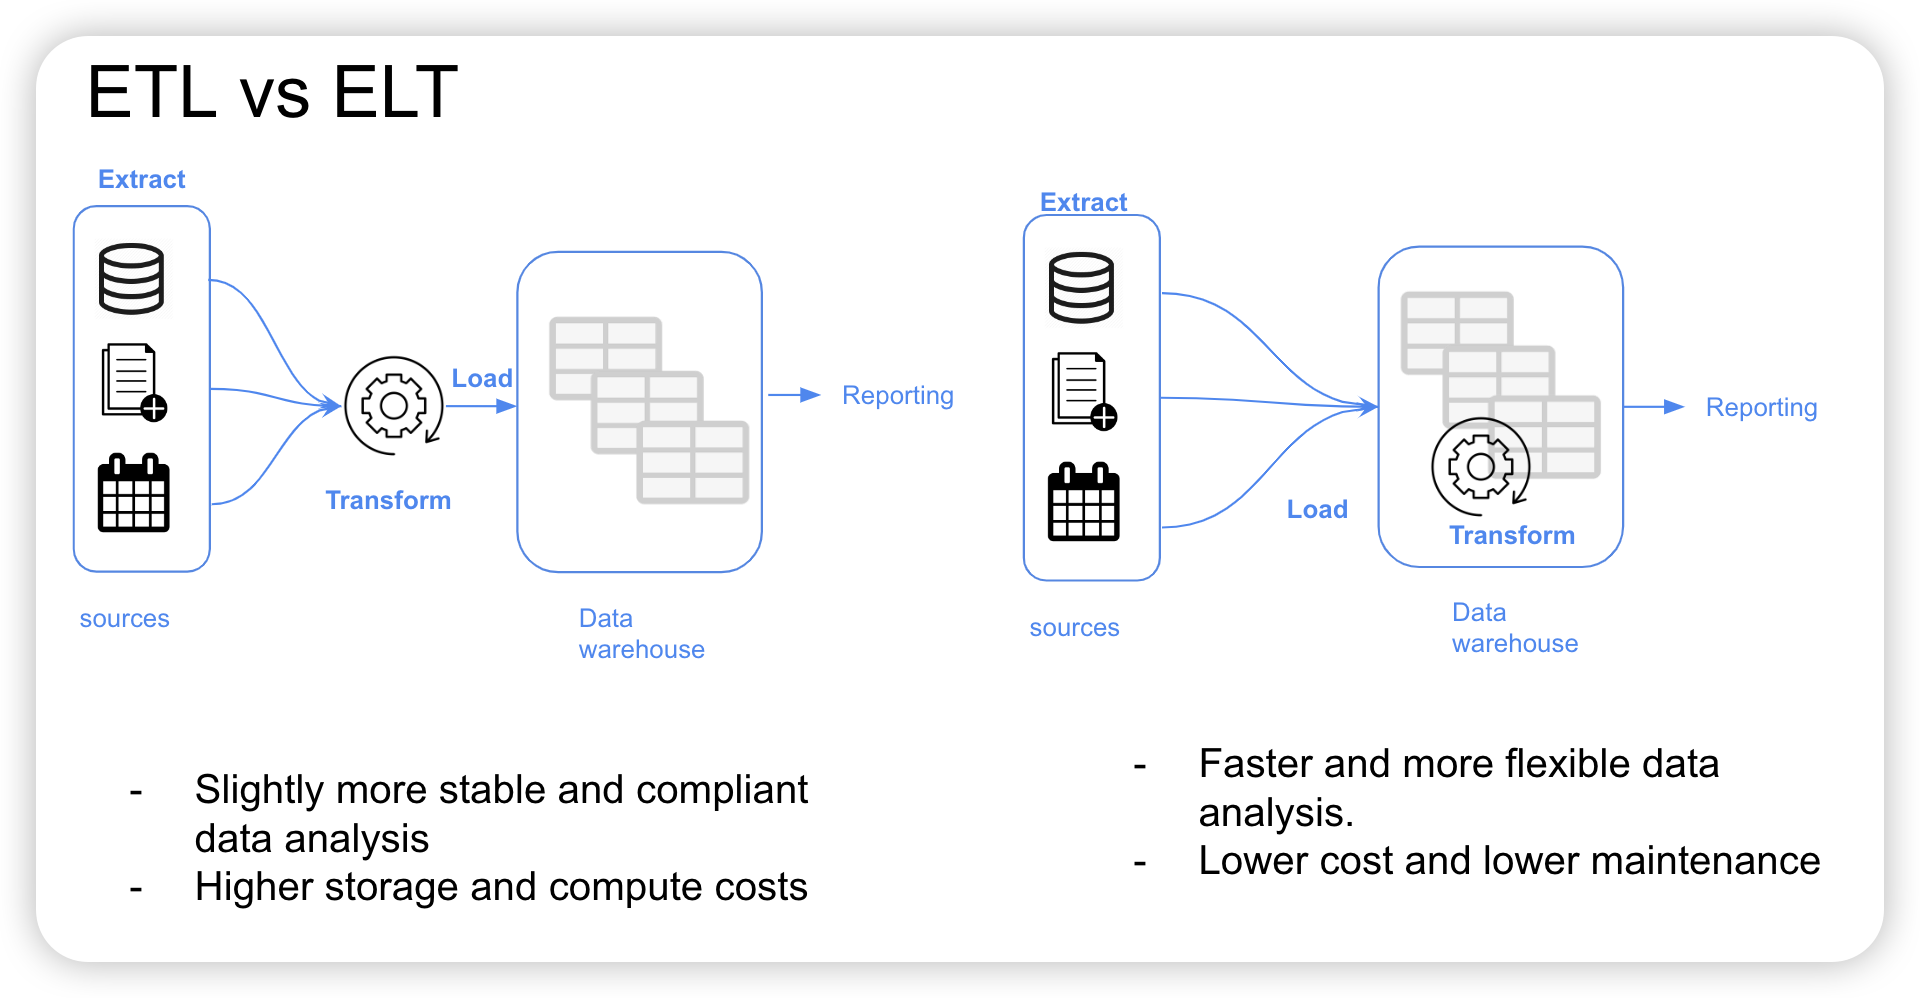 ETL vs ELT
Extract
Load
Transform
sources
Data
warehouse
Reporting
Extract
Load
Transform
sources
Data
warehouse
Reporting
- Slightly more stable and compliant
data analysis
- Higher storage and compute costs
- Faster and more flexible data
analysis.
- Lower cost and lower maintenance